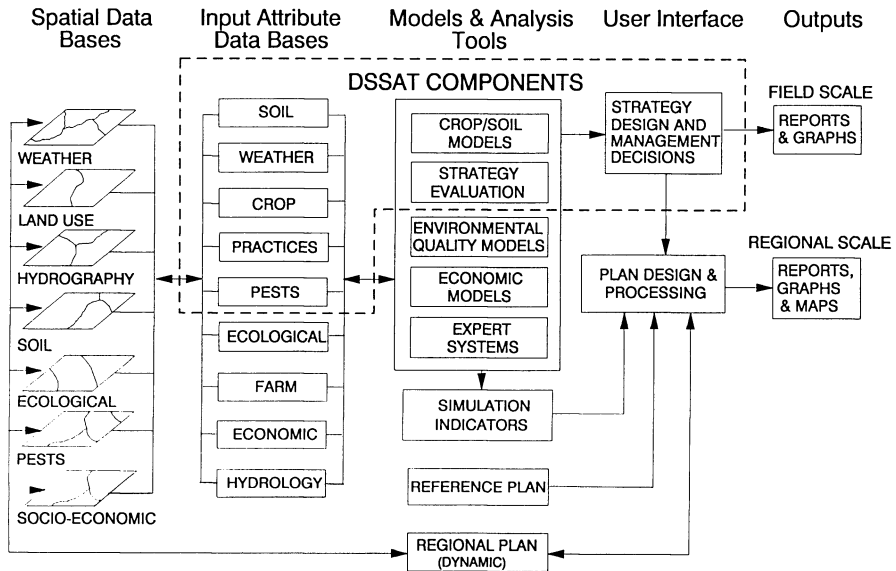 Spatial Data
Bases
Input Attribute
Data Bases
Models & Analysis
Tools
User Interface
Outputs
DSSAT COMPONENTS
WEATHER
LAND USE
HYDROGRAPHY
SOIL
ECOLOGICAL
PESTS
SOCIO-ECONOMIC
SOIL
WEATHER
CROP
PRACTICES
PESTS
ECOLOGICAL
FARM
ECONOMIC
HYDROLOGY
CROP/SOIL
MODELS
STRATEGY
EVALUATION
ENVIRONMENTAL
QUALITY MODELS
ECONOMIC
MODELS
EXPERT
SYSTEMS
SIMULATION
INDICATORS
REFERENCE PLAN
REGIONAL PLAN
(DYNAMIC)
STRATEGY
DESIGN AND
MANAGEMENT
DECISIONS
PLAN DESIGN &
PROCESSING
FIELD SCALE
REPORTS
& GRAPHS
REGIONAL SCALE
REPORTS,
GRAPHS
& MAPS